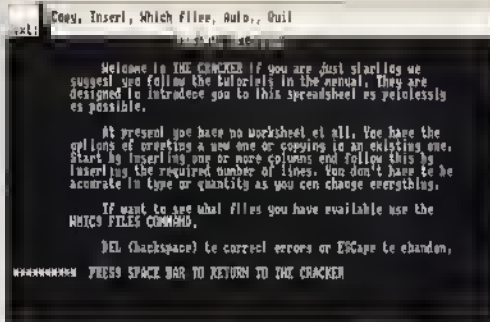 Copy, Insert, Which files, Auto., Quit
Welcome to THE CRACKER if you are just starting we
suggest you follow the tutorials in the manual. They are
designed to introduce you to this spreadsheet as painlessly
as possible.
At present you have no worksheet at all. You have the
options of creating a new one or copying in an existing one.
Start by inserting one or more columns and follow this by
inserting the required number of lines. You don't have to be
accurate in type or quantity as you can change everything.
If want to see what files you have available use the
WHICH FILES COMMAND.
DEL (backspace) to correct errors or ESCape to abandon.
********* PRESS SPACE BAR TO RETURN TO THE CRACKER